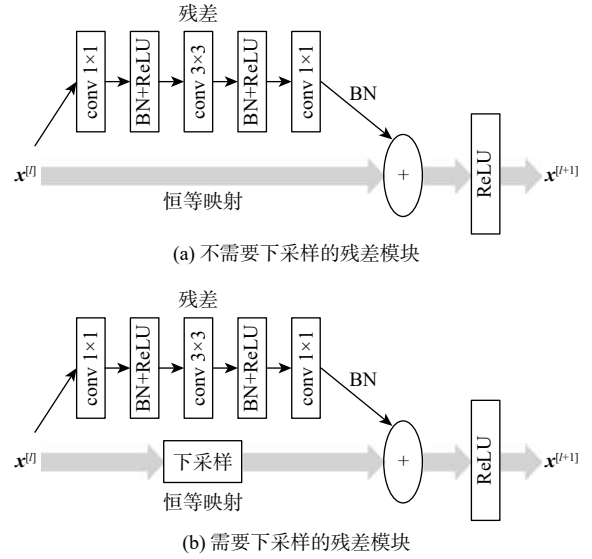 残差
conv 1×1
BN+ReLU
conv 3×3
BN+ReLU
conv 1×1
BN
x[l]
+
ReLU
x[l+1]
恒等映射
(a) 不需要下采样的残差模块
残差
conv 1×1
BN+ReLU
conv 3×3
BN+ReLU
conv 1×1
BN
x[l]
下采样
+
ReLU
x[l+1]
恒等映射
(b) 需要下采样的残差模块